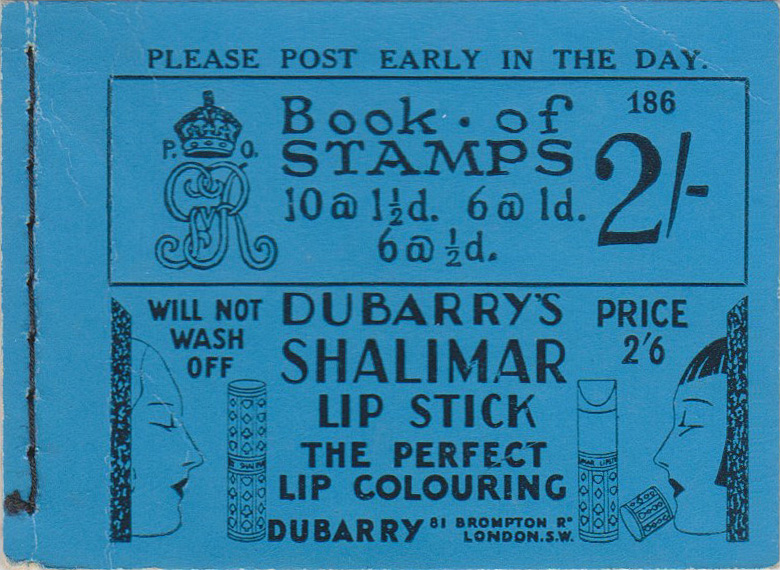 PLEASE POST EARLY IN THE DAY.
186
Book · of
P. O.
STAMPS
2/-
10 @ 1½d. 6 @ 1d.
6 @ ½d.
WILL NOT
WASH
OFF
DUBARRY'S
SHALIMAR
LIP STICK
THE PERFECT
LIP COLOURING
PRICE
2'6
DUBARRY 81 BROMPTON Rᴰ
LONDON. S.W.